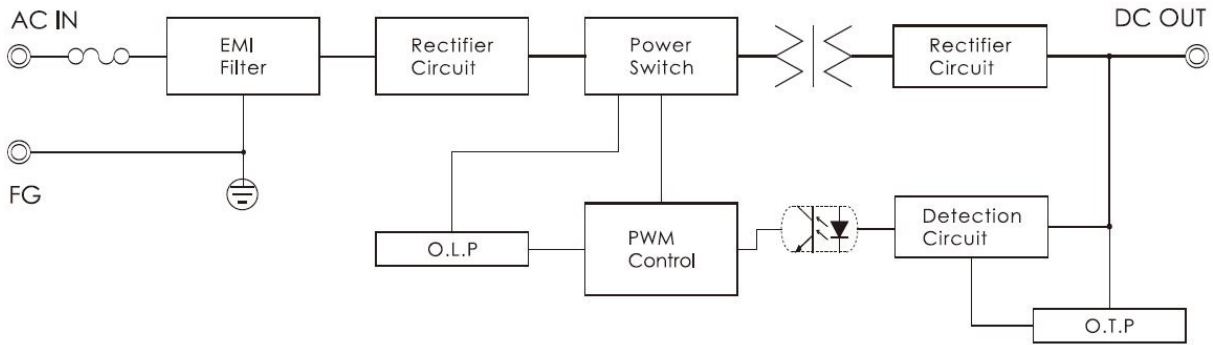 AC IN
EMI
Filter
Rectifier
Circuit
Power
Switch
Rectifier
Circuit
DC OUT
FG
O.L.P
PWM
Control
Detection
Circuit
O.T.P